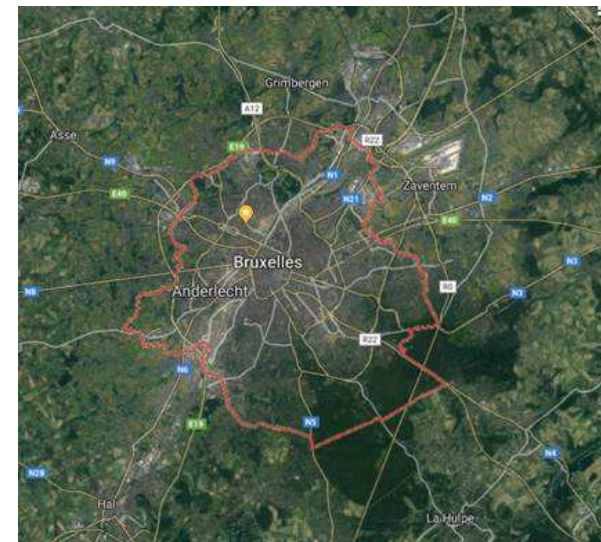 Grimbergen
A12
R22
Asse
E19
N9
N1
Zaventem
E40
N21
N2
E40
Bruxelles
N3
R0
N8
Anderlecht
N3
R22
N6
N5
E19
N4
N28
Hal
La Hulpe